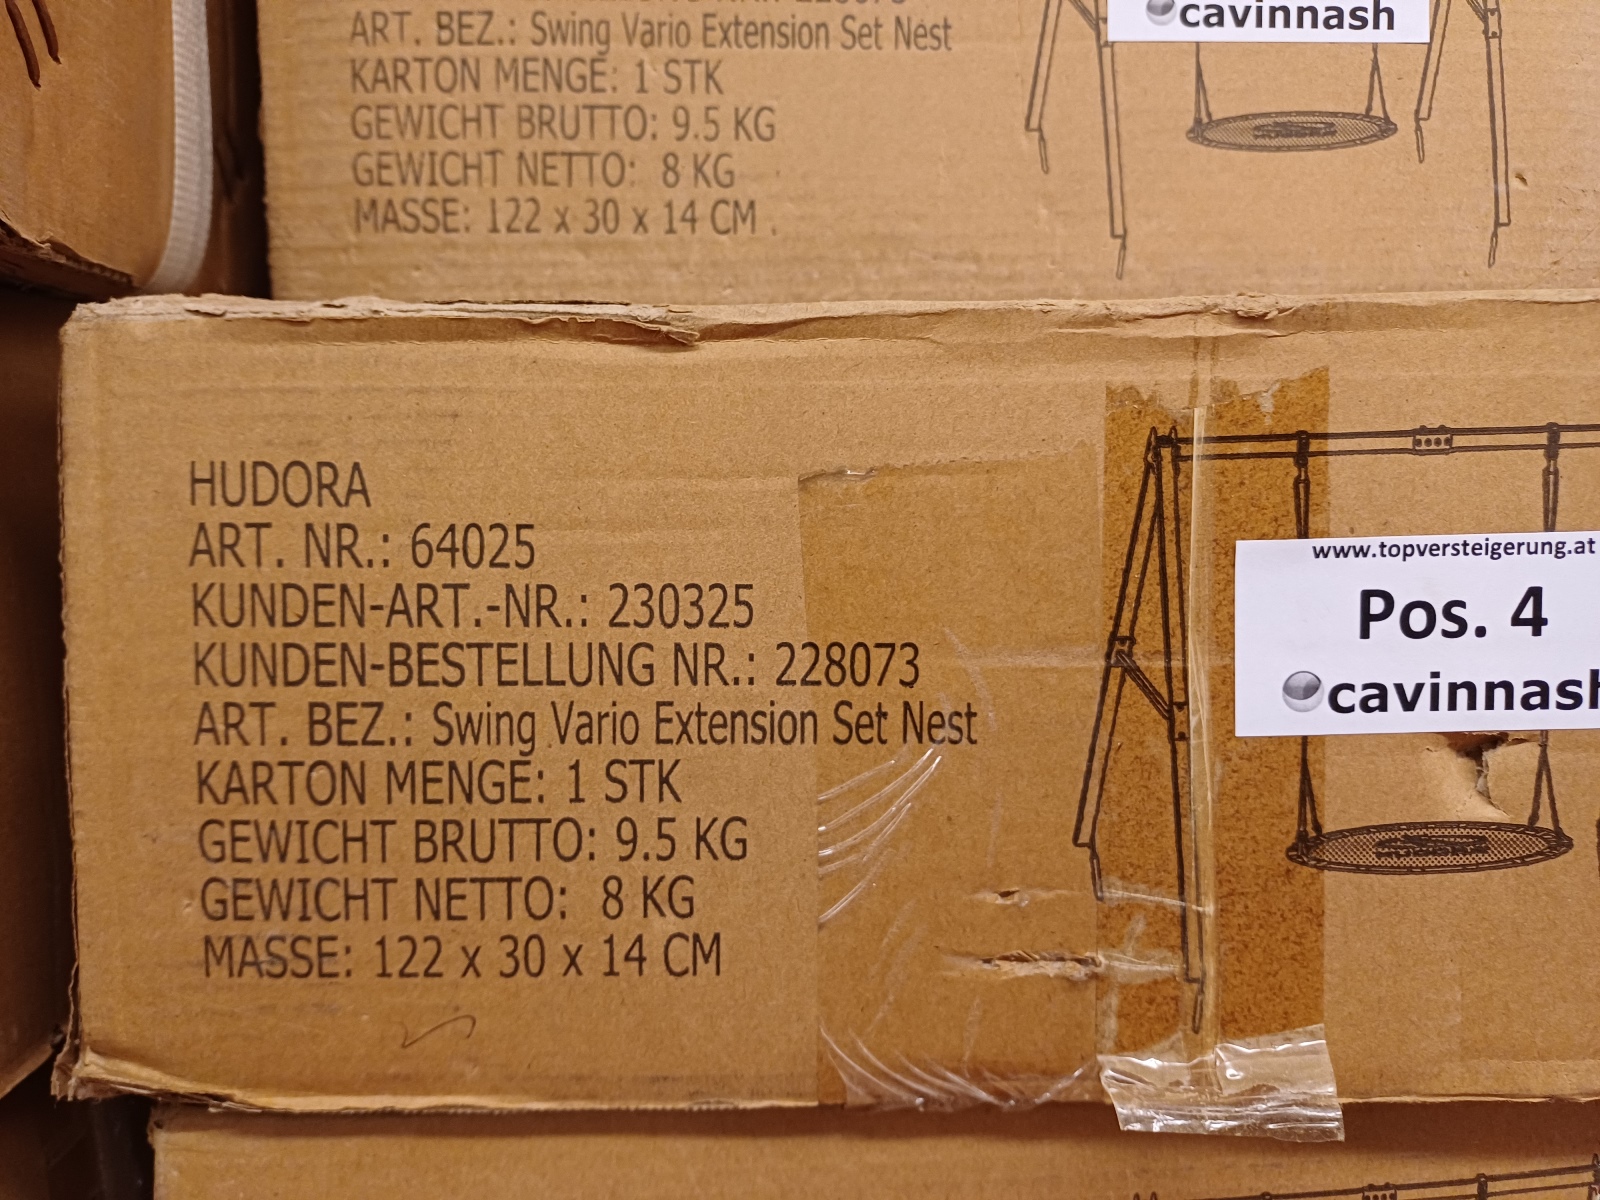 cavinnash
ART. BEZ.: Swing Vario Extension Set Nest
KARTON MENGE: 1 STK
GEWICHT BRUTTO: 9.5 KG
GEWICHT NETTO: 8 KG
MASSE: 122 x 30 x 14 CM
HUDORA
ART. NR.: 64025
KUNDEN-ART.-NR.: 230325
KUNDEN-BESTELLUNG NR.: 228073
ART. BEZ.: Swing Vario Extension Set Nest
KARTON MENGE: 1 STK
GEWICHT BRUTTO: 9.5 KG
GEWICHT NETTO: 8 KG
MASSE: 122 x 30 x 14 CM
www.topversteigerung.at
Pos. 4
cavinnash